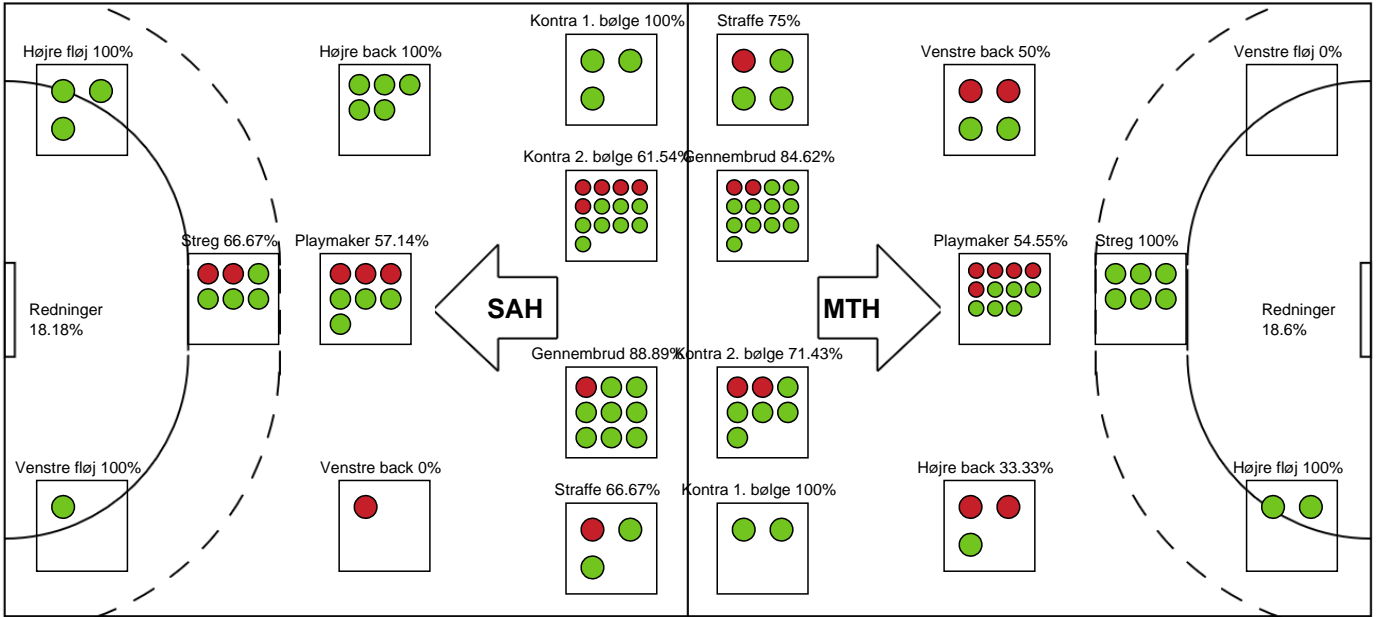 Kontra 1. bølge 100%
Straffe 75%
Højre fløj 100%
Højre back 100%
Venstre back 50%
Venstre fløj 0%
Kontra 2. bølge 61.54%
Gennembrud 84.62%
Streg 66.67%
Playmaker 57.14%
Playmaker 54.55%
Streg 100%
Redninger
18.18%
SAH
MTH
Redninger
18.6%
Gennembrud 88.89%
Kontra 2. bølge 71.43%
Venstre fløj 100%
Venstre back 0%
Højre back 33.33%
Højre fløj 100%
Straffe 66.67%
Kontra 1. bølge 100%